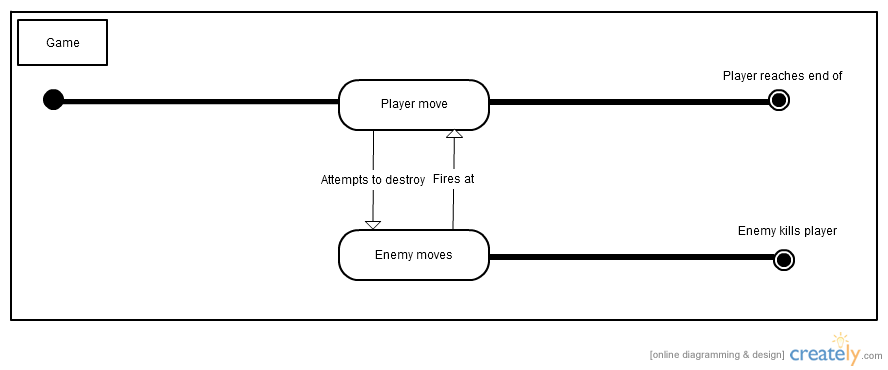 Game
Player reaches end of
Player move
Attempts to destroy
Fires at
Enemy kills player
Enemy moves
[online diagramming & design] creately.com